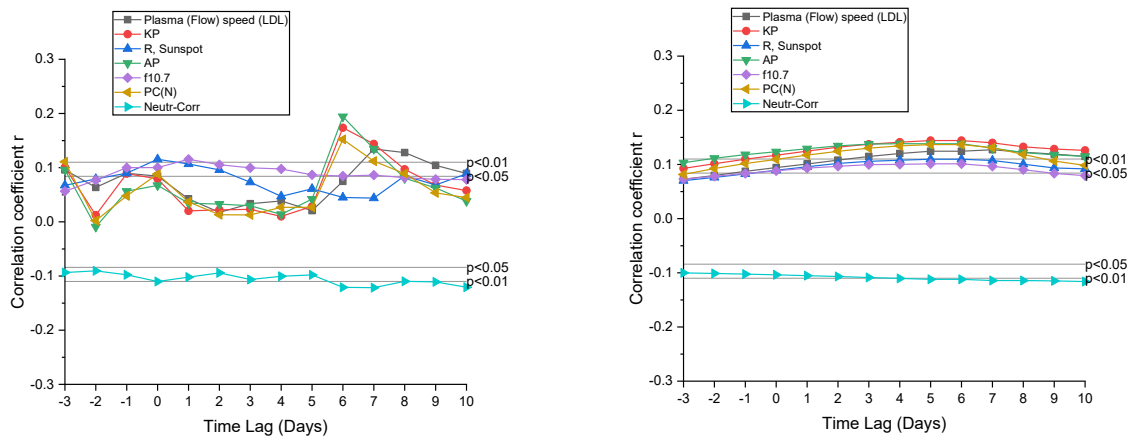 Plasma (Flow) speed (LDL)
KP
R, Sunspot
AP
f10.7
PC(N)
Neutr-Corr
0.3
0.2
0.1
0.0
-0.1
-0.2
-0.3
Correlation coefficient r
p<0.01
p<0.05
p<0.05
p<0.01
-3 -2 -1 0 1 2 3 4 5 6 7 8 9 10
Time Lag (Days)
Plasma (Flow) speed (LDL)
KP
R, Sunspot
AP
f10.7
PC(N)
Neutr-Corr
0.3
0.2
0.1
0.0
-0.1
-0.2
-0.3
Correlation coefficient r
p<0.01
p<0.05
p<0.05
p<0.01
-3 -2 -1 0 1 2 3 4 5 6 7 8 9 10
Time Lag (Days)